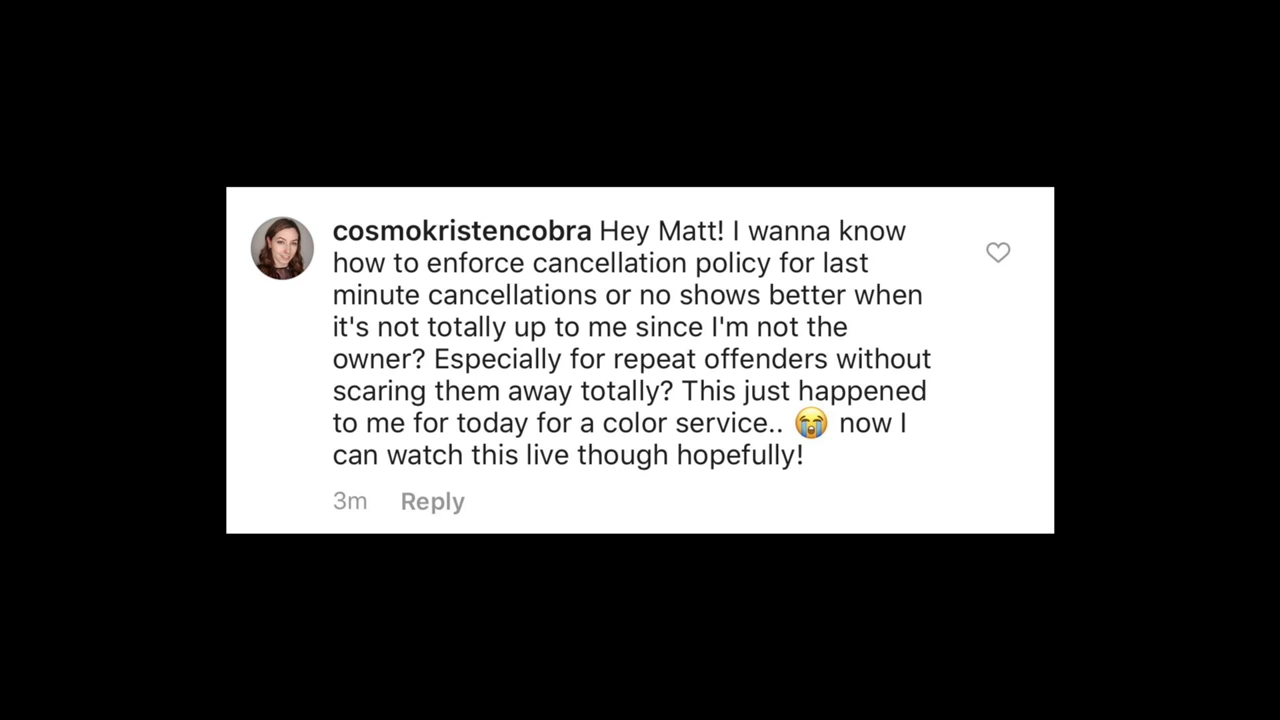 cosmokristencobra Hey Matt! I wanna know
how to enforce cancellation policy for last
minute cancellations or no shows better when
it's not totally up to me since I'm not the
owner? Especially for repeat offenders without
scaring them away totally? This just happened
to me for today for a color service.. 😭 now I
can watch this live though hopefully!
3m Reply